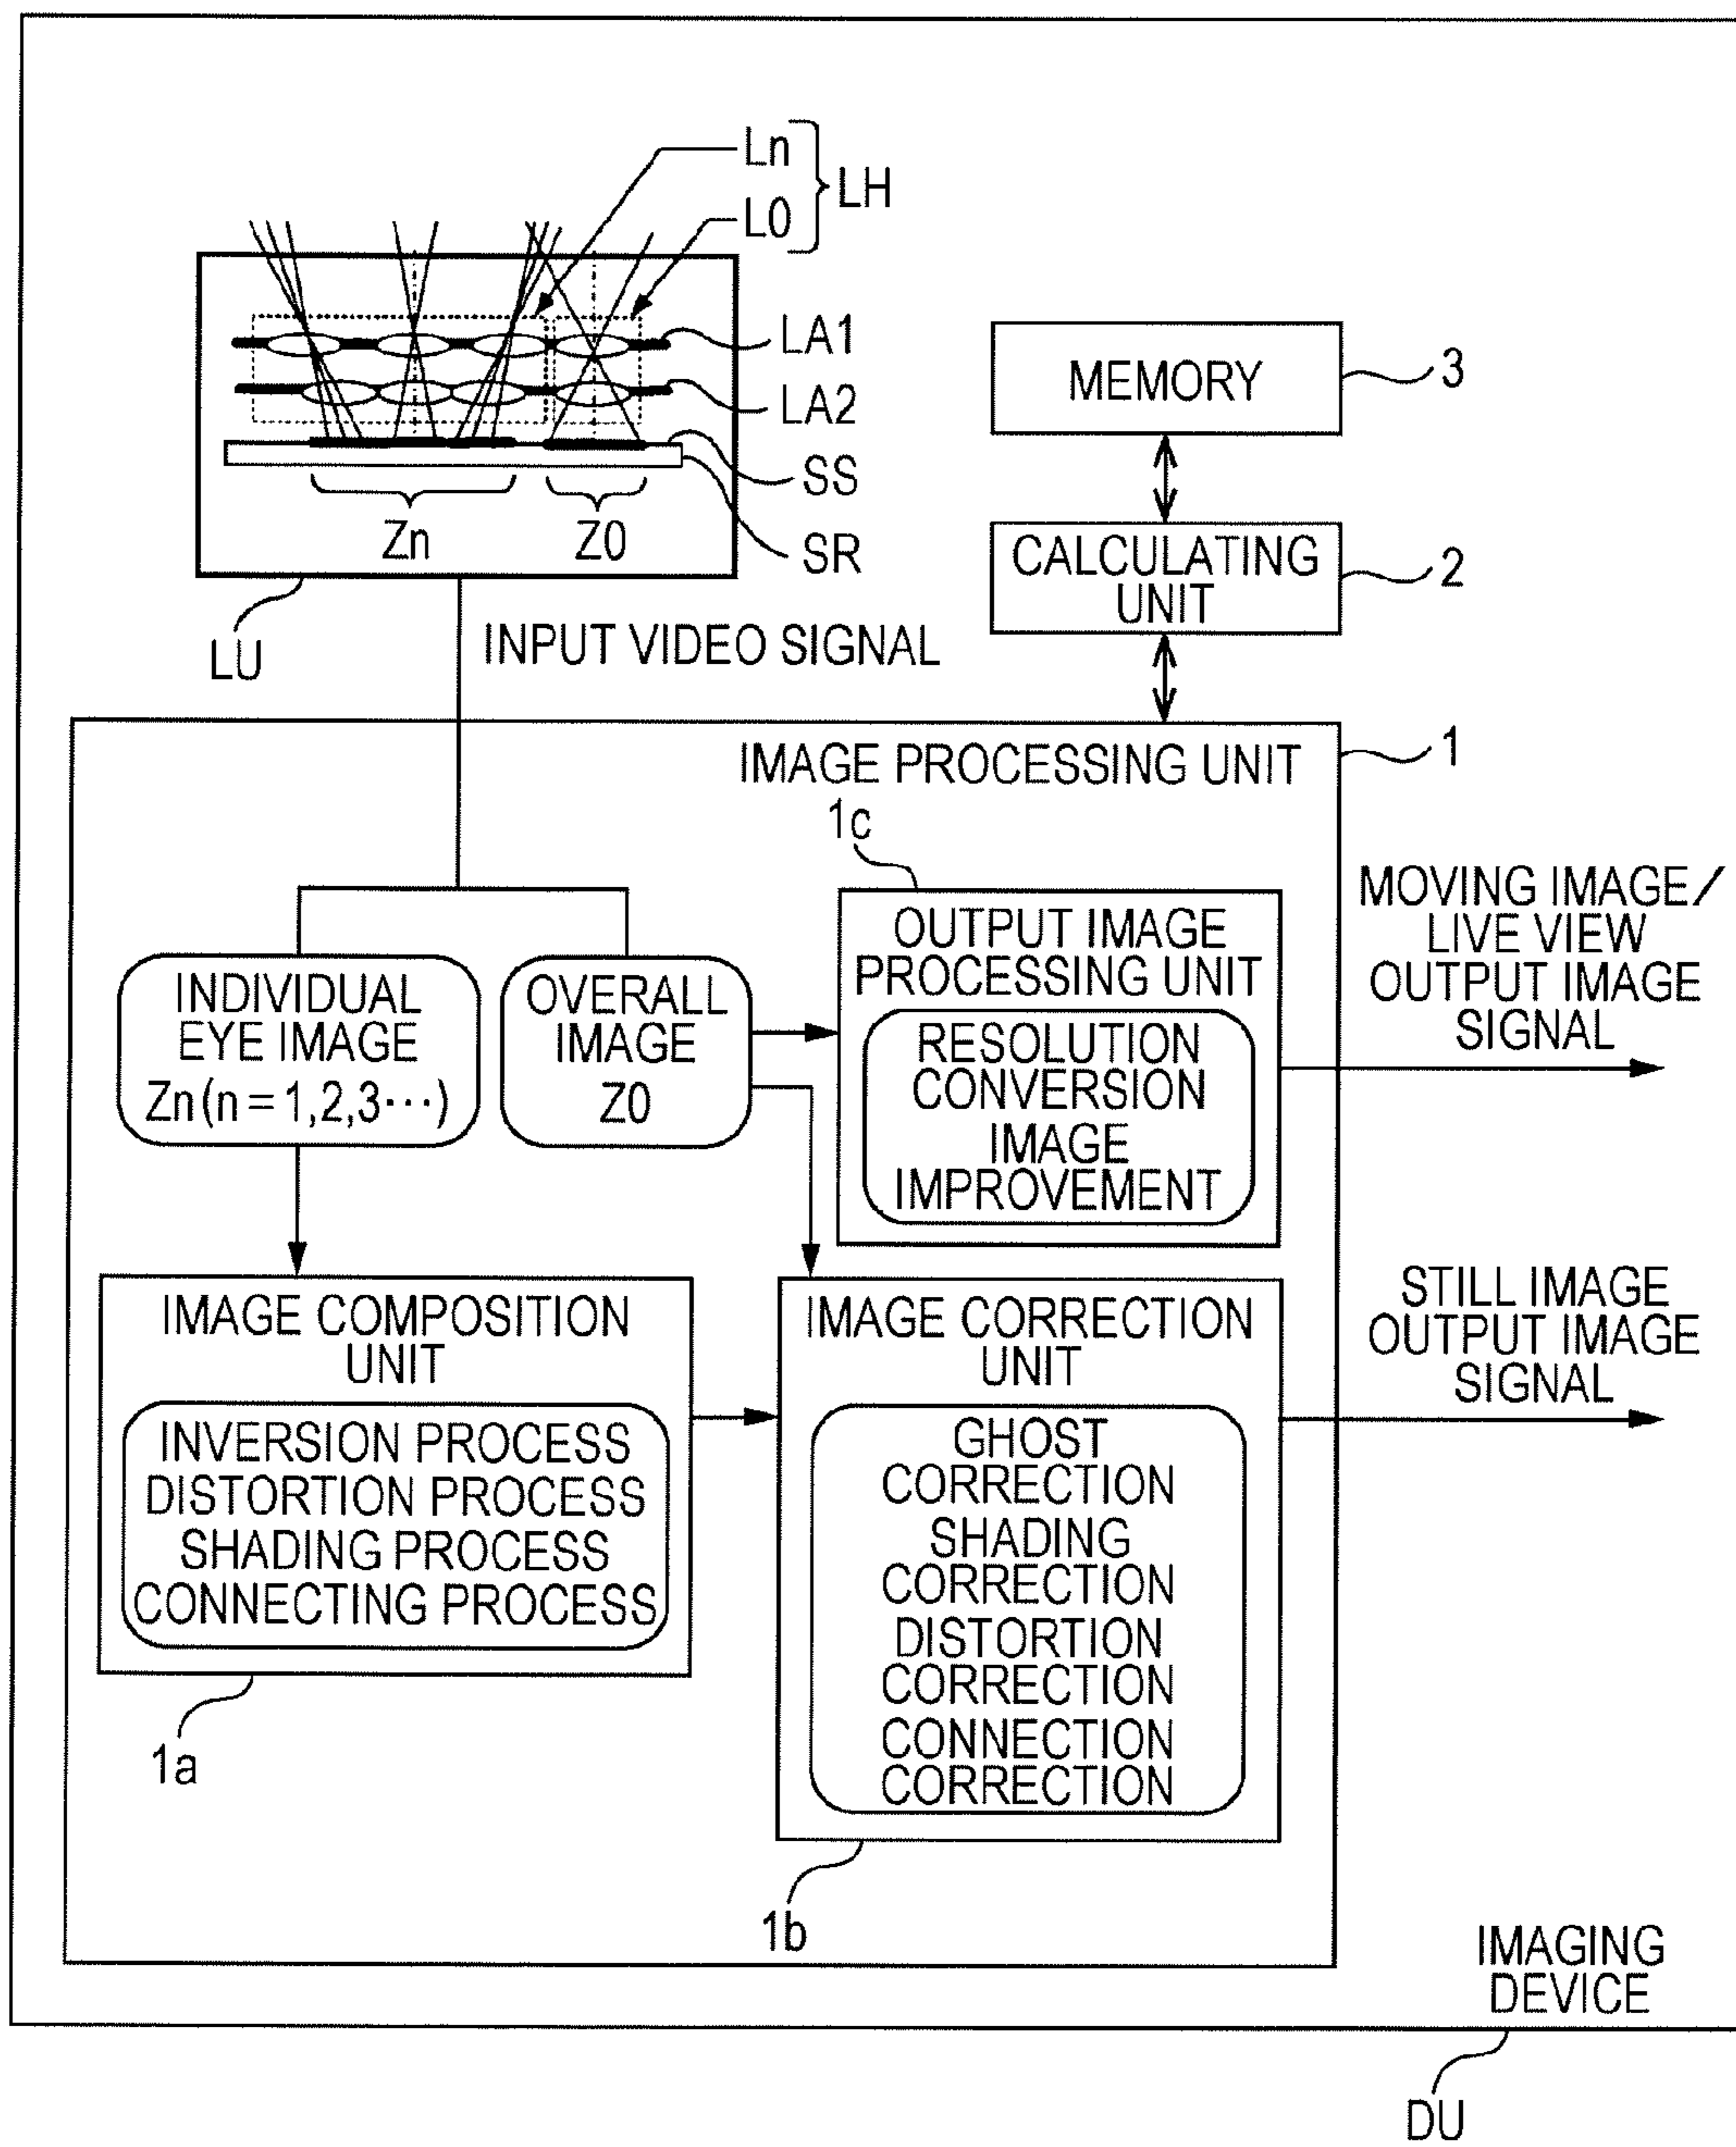 Ln
LH
L0
LA1
LA2
SS
SR
Zn
Z0
LU
INPUT VIDEO SIGNAL
MEMORY
3
CALCULATING
UNIT
2
IMAGE PROCESSING UNIT
1
1c
INDIVIDUAL
EYE IMAGE
Zn(n=1,2,3···)
OVERALL
IMAGE
Z0
OUTPUT IMAGE
PROCESSING UNIT
RESOLUTION
CONVERSION
IMAGE
IMPROVEMENT
MOVING IMAGE/
LIVE VIEW
OUTPUT IMAGE
SIGNAL
IMAGE COMPOSITION
UNIT
INVERSION PROCESS
DISTORTION PROCESS
SHADING PROCESS
CONNECTING PROCESS
1a
IMAGE CORRECTION
UNIT
GHOST
CORRECTION
SHADING
CORRECTION
DISTORTION
CORRECTION
CONNECTION
CORRECTION
1b
STILL IMAGE
OUTPUT IMAGE
SIGNAL
IMAGING
DEVICE
DU